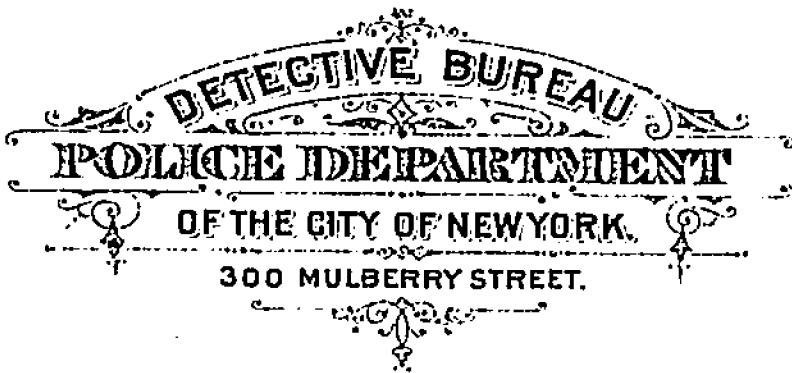 DETECTIVE BUREAU
POLICE DEPARTMENT
OF THE CITY OF NEW YORK.
300 MULBERRY STREET.